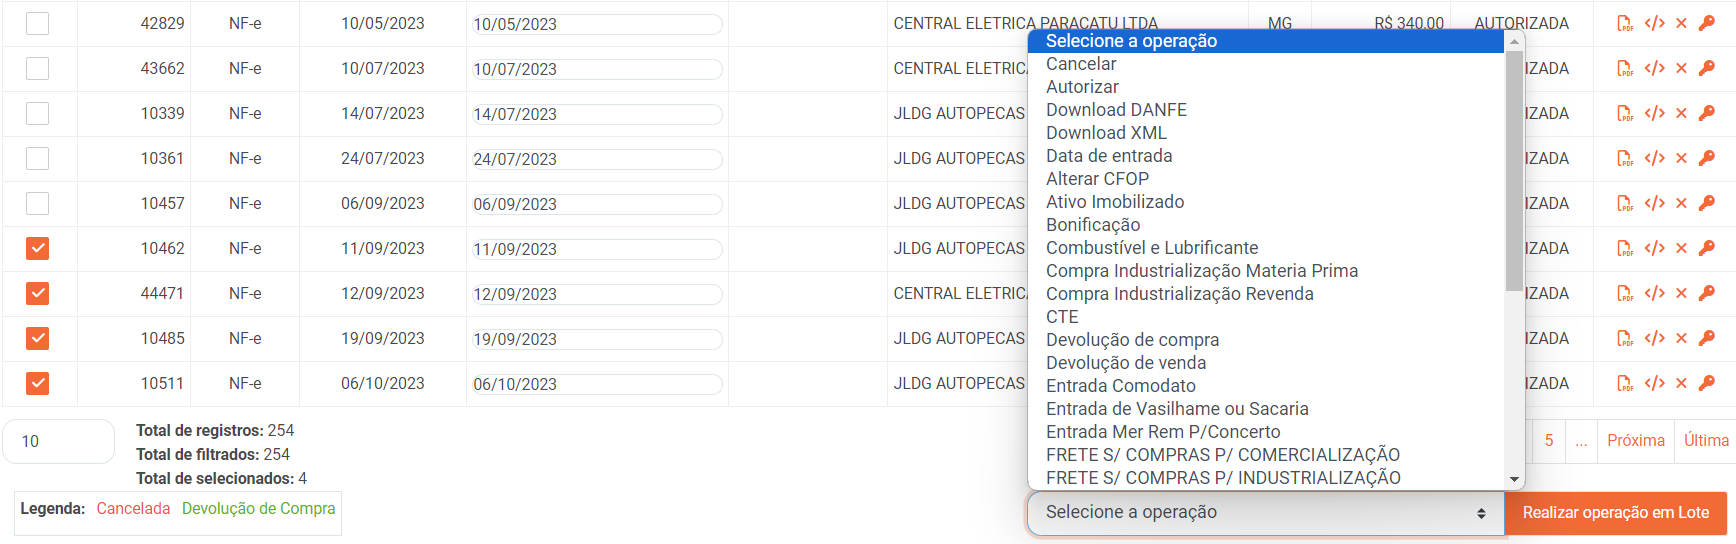 42829 NF-e 10/05/2023 10/05/2023 CENTRAL ELETRICA PARACATU LTDA MG R$ 340,00 AUTORIZADA
43662 NF-e 10/07/2023 10/07/2023 CENTRAL ELETRICA IZADA
10339 NF-e 14/07/2023 14/07/2023 JLDG AUTOPECAS IZADA
10361 NF-e 24/07/2023 24/07/2023 JLDG AUTOPECAS IZADA
10457 NF-e 06/09/2023 06/09/2023 JLDG AUTOPECAS IZADA
10462 NF-e 11/09/2023 11/09/2023 JLDG AUTOPECAS IZADA
44471 NF-e 12/09/2023 12/09/2023 CENTRAL ELETRICA IZADA
10485 NF-e 19/09/2023 19/09/2023 JLDG AUTOPECAS IZADA
10511 NF-e 06/10/2023 06/10/2023 JLDG AUTOPECAS IZADA
Selecione a operação
Cancelar
Autorizar
Download DANFE
Download XML
Data de entrada
Alterar CFOP
Ativo Imobilizado
Bonificação
Combustível e Lubrificante
Compra Industrialização Materia Prima
Compra Industrialização Revenda
CTE
Devolução de compra
Devolução de venda
Entrada Comodato
Entrada de Vasilhame ou Sacaria
Entrada Mer Rem P/Concerto
FRETE S/ COMPRAS P/ COMERCIALIZAÇÃO
FRETE S/ COMPRAS P/ INDUSTRIALIZAÇÃO
10
Total de registros: 254
Total de filtrados: 254
Total de selecionados: 4
5 ... Próxima Última
Legenda: Cancelada Devolução de Compra
Selecione a operação
Realizar operação em Lote